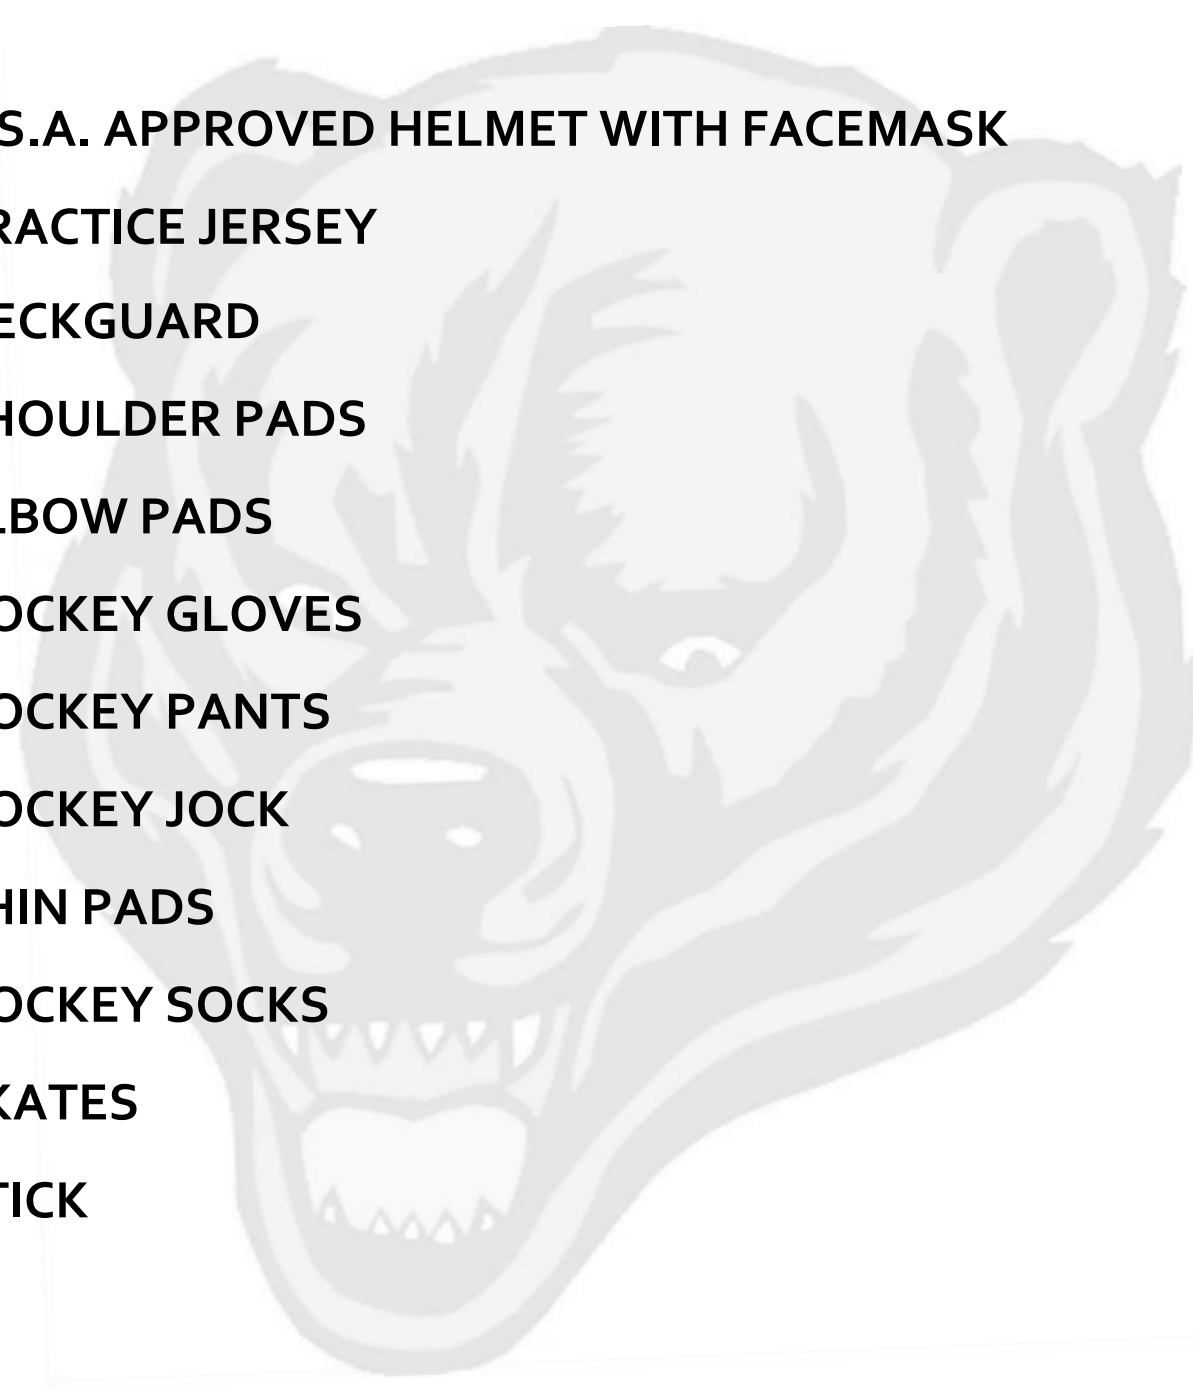 S.A. APPROVED HELMET WITH FACEMASK
RACTICE JERSEY
ECKGUARD
HOULDER PADS
LBOW PADS
OCKEY GLOVES
OCKEY PANTS
OCKEY JOCK
HIN PADS
OCKEY SOCKS
KATES
TICK